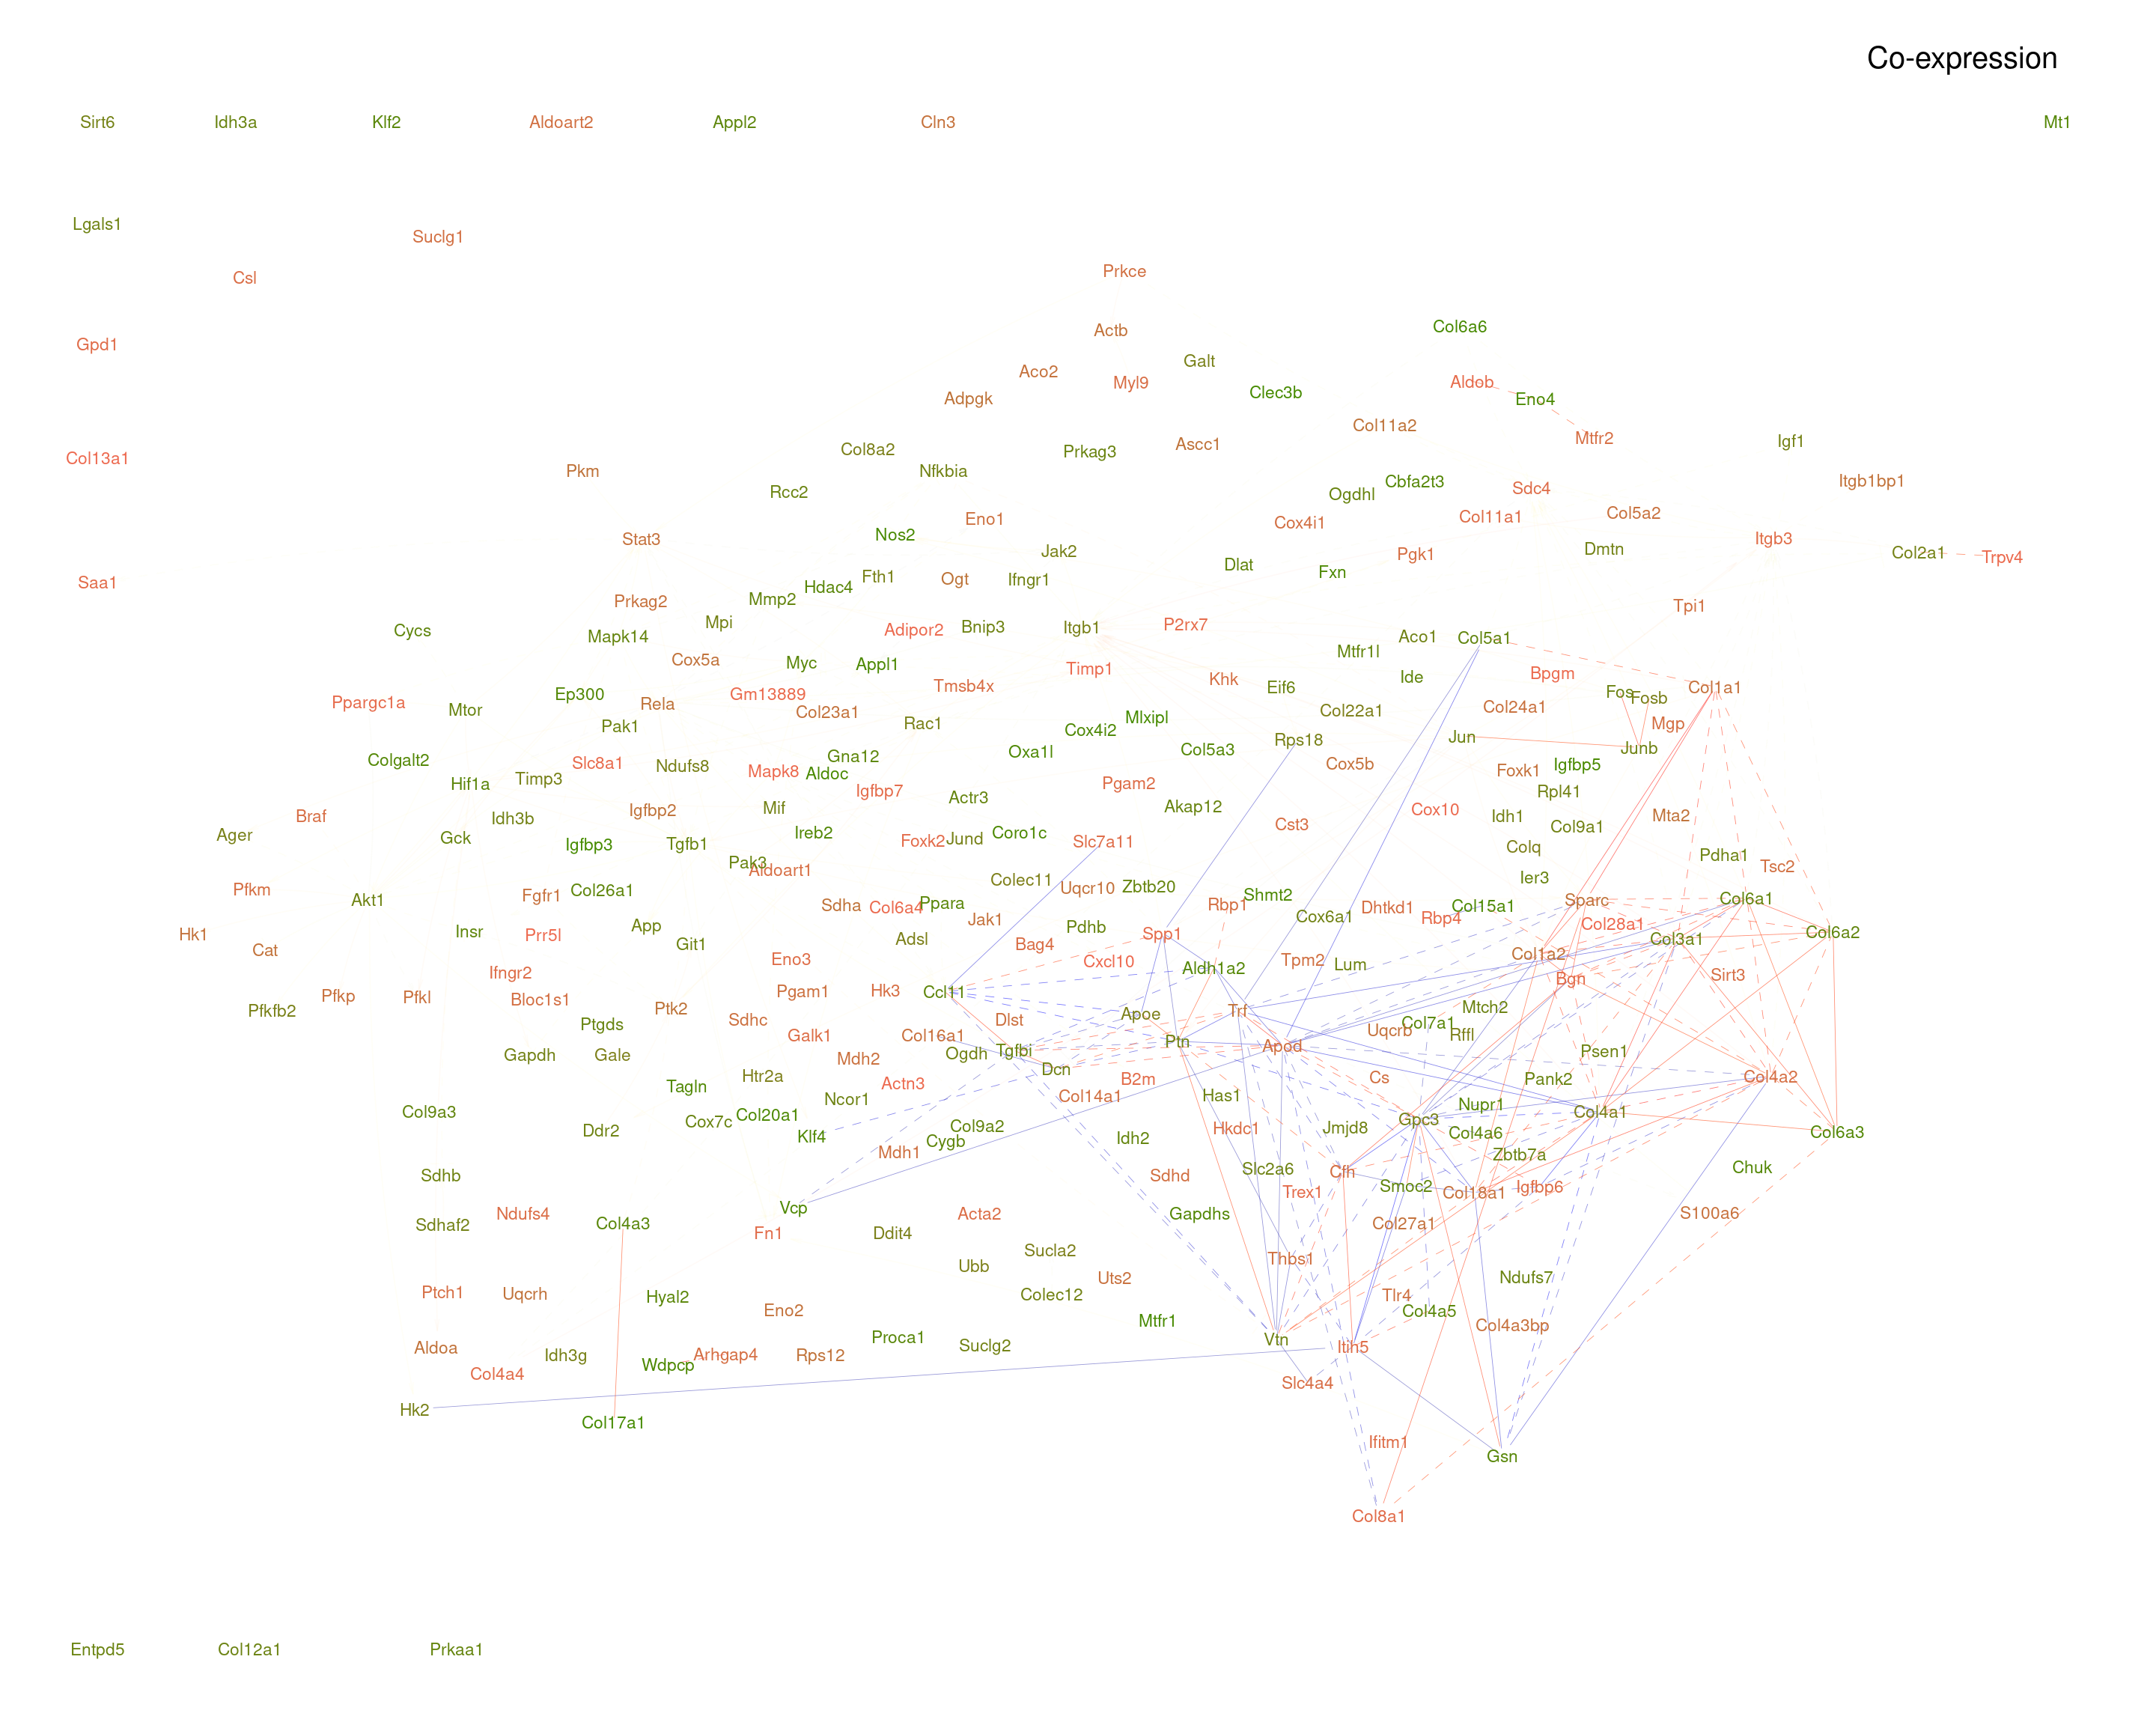 Co-expression
Sirt6 Idh3a Klf2 Aldoart2 Appl2 Cln3 Mt1
Lgals1
Suclg1
Csl
Prkce
Col6a6
Actb
Gpd1
Galt
Aco2
Myl9
Aldob
Clec3b
Adpgk
Eno4
Col11a2
Mtfr2
Igf1
Ascc1
Col8a2
Prkag3
Col13a1
Pkm
Nfkbia
Itgb1bp1
Cbfa2t3
Sdc4
Rcc2
Ogdhl
Col5a2
Col11a1
Eno1
Cox4i1
Nos2
Stat3
Itgb3
Jak2
Dmtn
Col2a1
Pgk1
Trpv4
Dlat
Fxn
Fth1
Ogt
Ifngr1
Saa1
Hdac4
Mmp2
Prkag2
Tpi1
Mpi
P2rx7
Bnip3
Itgb1
Adipor2
Cycs
Mapk14
Aco1
Col5a1
Mtfr1l
Cox5a
Myc
Appl1
Timp1
Bpgm
Khk
Ide
Tmsb4x
Eif6
Col1a1
Fos
Fosb
Ep300
Gm13889
Ppargc1a
Rela
Col24a1
Mtor
Col23a1
Col22a1
Mlxipl
Rac1
Mgp
Pak1
Cox4i2
Jun
Rps18
Junb
Col5a3
Oxa1l
Gna12
Colgalt2
Slc8a1
Ndufs8
Cox5b
Igfbp5
Mapk8
Aldoc
Foxk1
Timp3
Hif1a
Pgam2
Igfbp7
Rpl41
Actr3
Mif
Igfbp2
Akap12
Cox10
Braf
Idh3b
Idh1
Mta2
Cst3
Col9a1
Ager
Gck
Ireb2
Coro1c
Jund
Foxk2
Slc7a11
Igfbp3
Tgfb1
Colq
Pdha1
Pak3
Aldoart1
Tsc2
Colec11
Ier3
Pfkm
Col26a1
Uqcr10
Zbtb20
Fgfr1
Shmt2
Akt1
Sparc
Col6a1
Sdha
Col6a4
Ppara
Rbp1
Dhtkd1
Col15a1
Cox6a1
Rbp4
Jak1
App
Pdhb
Col28a1
Hk1
Insr
Prr5l
Spp1
Col6a2
Adsl
Col3a1
Git1
Bag4
Cat
Col1a2
Eno3
Cxcl10
Tpm2
Lum
Aldh1a2
Ifngr2
Bgn
Sirt3
Pgam1
Hk3
Ccl11
Pfkp
Pfkl
Bloc1s1
Mtch2
Pfkfb2
Ptk2
Trf
Apoe
Sdhc
Dlst
Ptgds
Col7a1
Uqcrb
Rffl
Galk1
Col16a1
Ptn
Apod
Tgfbi
Ogdh
Psen1
Gapdh
Gale
Mdh2
Dcn
Htr2a
Cs
B2m
Pank2
Col4a2
Tagln
Actn3
Col14a1
Has1
Ncor1
Nupr1
Col9a3
Col20a1
Col4a1
Cox7c
Gpc3
Col9a2
Hkdc1
Jmjd8
Ddr2
Klf4
Col4a6
Col6a3
Idh2
Cygb
Mdh1
Zbtb7a
Slc2a6
Chuk
Cfh
Sdhb
Sdhd
Smoc2
Igfbp6
Trex1
Col18a1
Vcp
Ndufs4
Acta2
Gapdhs
S100a6
Sdhaf2
Col4a3
Col27a1
Fn1
Ddit4
Sucla2
Thbs1
Ubb
Uts2
Ndufs7
Ptch1
Uqcrh
Hyal2
Colec12
Tlr4
Eno2
Col4a5
Mtfr1
Col4a3bp
Proca1
Vtn
Aldoa
Suclg2
Itih5
Idh3g
Arhgap4
Rps12
Wdpcp
Col4a4
Slc4a4
Hk2
Col17a1
Ifitm1
Gsn
Col8a1
Entpd5 Col12a1 Prkaa1